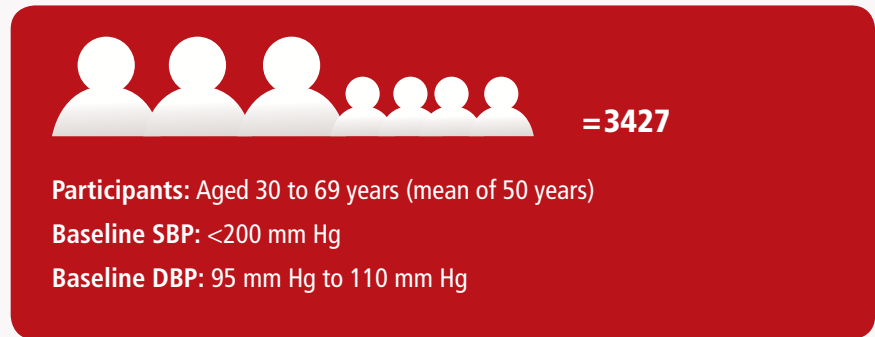 =3427
Participants: Aged 30 to 69 years (mean of 50 years)
Baseline SBP: <200 mm Hg
Baseline DBP: 95 mm Hg to 110 mm Hg